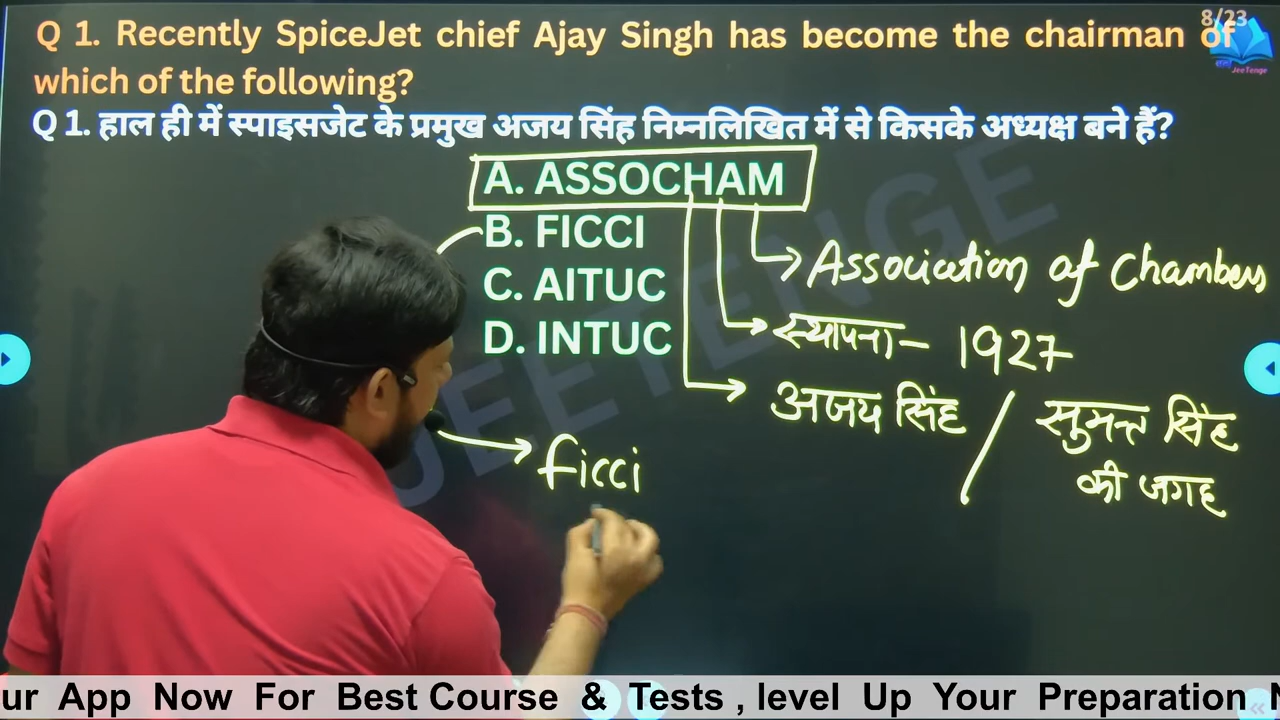 8/23
Q 1. Recently SpiceJet chief Ajay Singh has become the chairman of
which of the following?
Q 1. हाल ही में स्पाइसजेट के प्रमुख अजय सिंह निम्नलिखित में से किसके अध्यक्ष बने हैं?
A. ASSOCHAM
B. FICCI
C. AITUC
D. INTUC
Association of Chambers
स्थापना - 1927
अजय सिंह / सुमन्त सिंह
की जगह
ficci
JEETENGE
JeeTenge
ur App Now For Best Course & Tests , level Up Your Preparation N